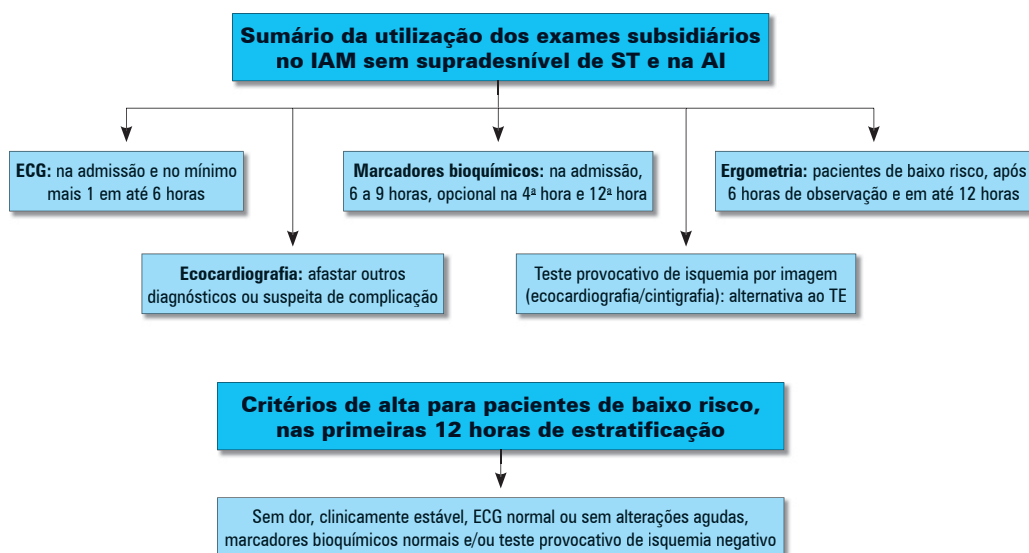 Sumário da utilização dos exames subsidiários
no IAM sem supradesnível de ST e na AI
ECG: na admissão e no mínimo
mais 1 em até 6 horas
Marcadores bioquímicos: na admissão,
6 a 9 horas, opcional na 4ª hora e 12ª hora
Ergometria: pacientes de baixo risco, após
6 horas de observação e em até 12 horas
Ecocardiografia: afastar outros
diagnósticos ou suspeita de complicação
Teste provocativo de isquemia por imagem
(ecocardiografia/cintigrafia): alternativa ao TE
Critérios de alta para pacientes de baixo risco,
nas primeiras 12 horas de estratificação
Sem dor, clinicamente estável, ECG normal ou sem alterações agudas,
marcadores bioquímicos normais e/ou teste provocativo de isquemia negativo